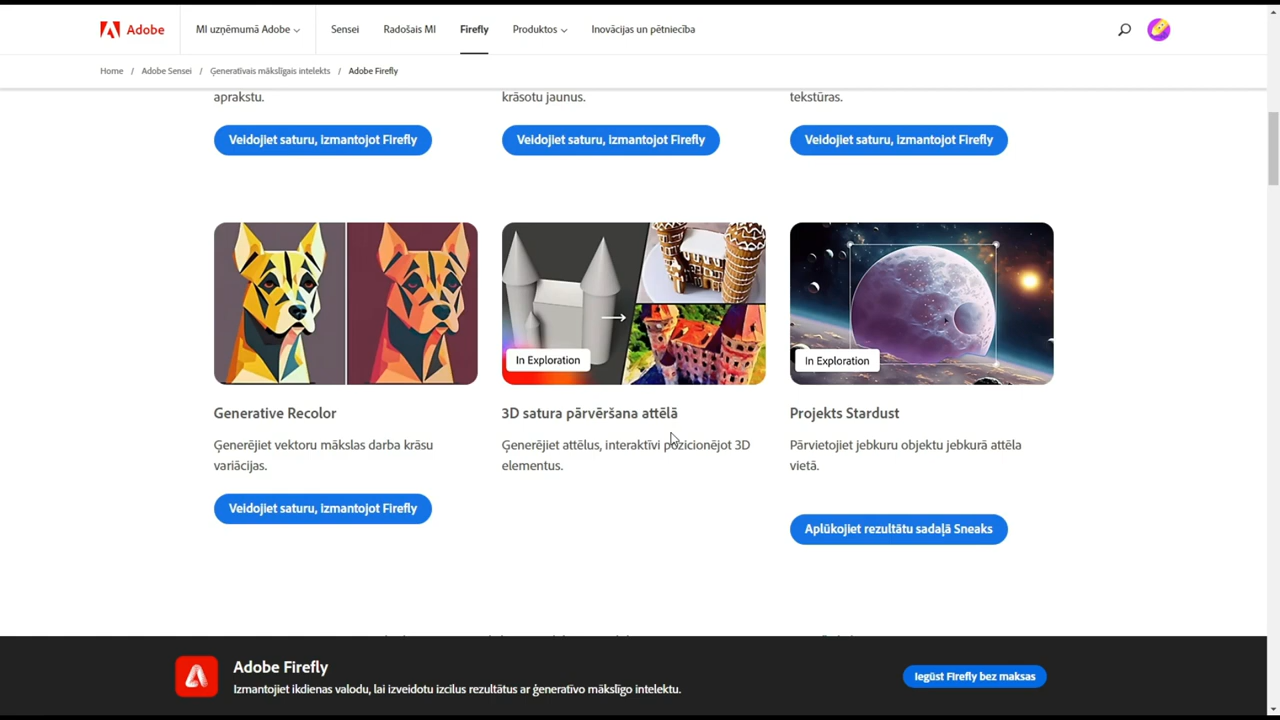 Adobe
MI uzņēmumā Adobe
Sensei
Radošais MI
Firefly
Produktos
Inovācijas un pētniecība
Home / Adobe Sensei / Ģeneratīvais mākslīgais intelekts / Adobe Firefly
aprakstu.
krāsotu jaunus.
tekstūras.
Veidojiet saturu, izmantojot Firefly
Veidojiet saturu, izmantojot Firefly
Veidojiet saturu, izmantojot Firefly
In Exploration
In Exploration
Generative Recolor
Ģenerējiet vektoru mākslas darba krāsu
variācijas.
Veidojiet saturu, izmantojot Firefly
3D satura pārvēršana attēlā
Ģenerējiet attēlus, interaktīvi pozicionējot 3D
elementus.
Projekts Stardust
Pārvietojiet jebkuru objektu jebkurā attēla
vietā.
Aplūkojiet rezultātu sadaļā Sneaks
Adobe Firefly
Izmantojiet ikdienas valodu, lai izveidotu izcilus rezultātus ar ģeneratīvo mākslīgo intelektu.
Iegūst Firefly bez maksas